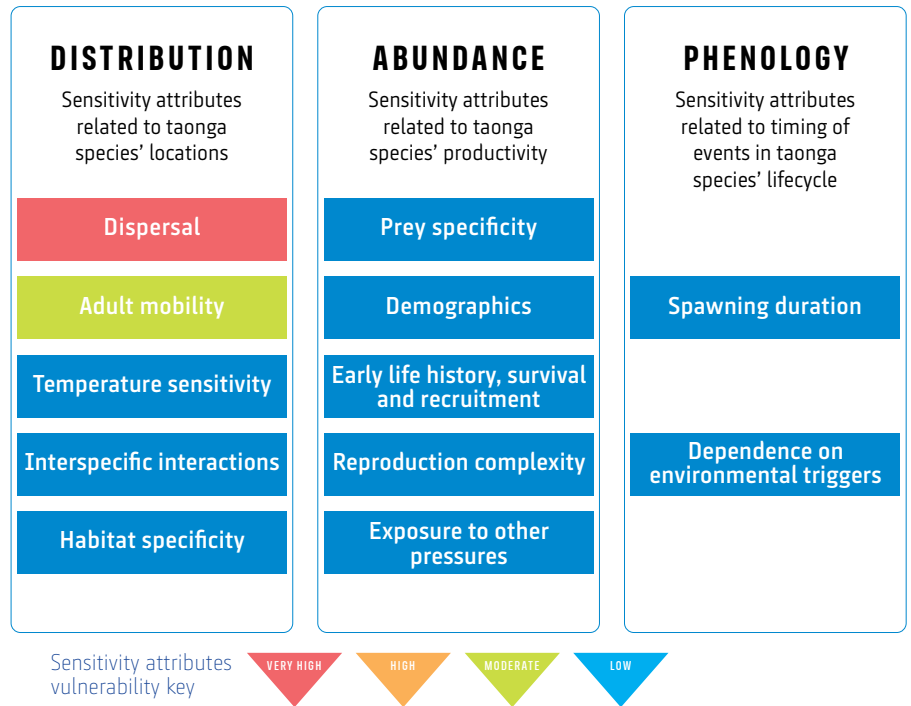 DISTRIBUTION
Sensitivity attributes
related to taonga
species' locations
Dispersal
Adult mobility
Temperature sensitivity
Interspecific interactions
Habitat specificity
ABUNDANCE
Sensitivity attributes
related to taonga
species' productivity
Prey specificity
Demographics
Early life history, survival
and recruitment
Reproduction complexity
Exposure to other
pressures
PHENOLOGY
Sensitivity attributes
related to timing of
events in taonga
species' lifecycle
Spawning duration
Dependence on
environmental triggers
Sensitivity attributes
vulnerability key
VERY HIGH
HIGH
MODERATE
LOW